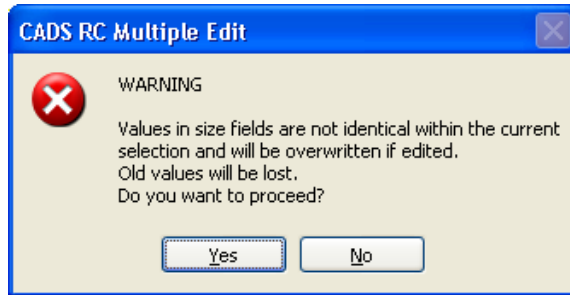 CADS RC Multiple Edit
WARNING
Values in size fields are not identical within the current
selection and will be overwritten if edited.
Old values will be lost.
Do you want to proceed?
Yes
No